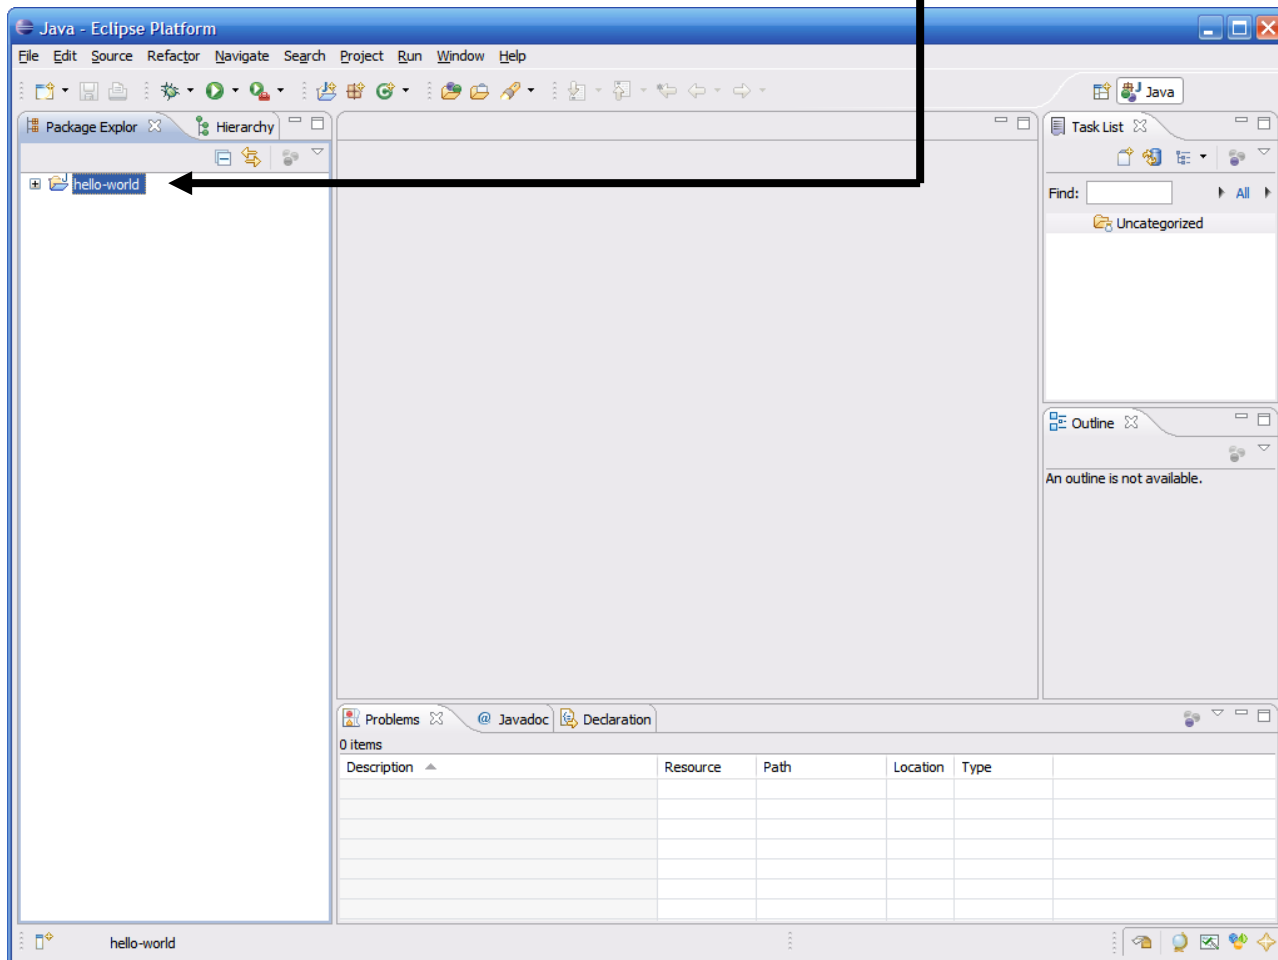 Java - Eclipse Platform
File Edit Source Refactor Navigate Search Project Run Window Help
Java
Package Explor
Hierarchy
Task List
hello-world
Find:
All
Uncategorized
Outline
An outline is not available.
Problems
@ Javadoc
Declaration
0 items
Description Resource Path Location Type
hello-world